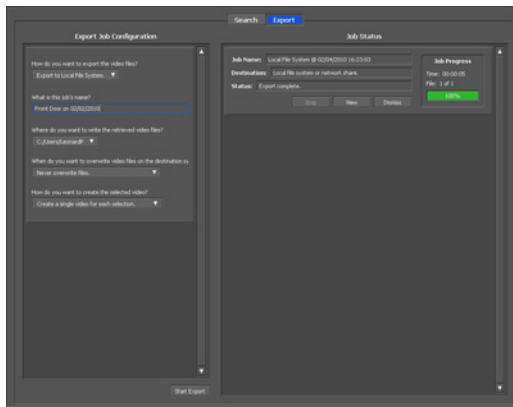 Search Export
Export Job Configuration
How do you want to export the video files?
Export to Local File System.
What is this job's name?
Front Door on 02/02/2010
Where do you want to write the retrieved video files?
C:/Users/LeonardP
When do you want to overwrite video files on the destination sy
Never overwrite files.
How do you want to create the selected video?
Create a single video for each selection.
Start Export
Job Status
Job Name: Local File System @ 02/04/2010 16:23:03
Destination: Local file system or network share.
Status: Export complete.
Stop View Dismiss
Job Progress
Time: 00:00:05
File: 1 of 1
100%